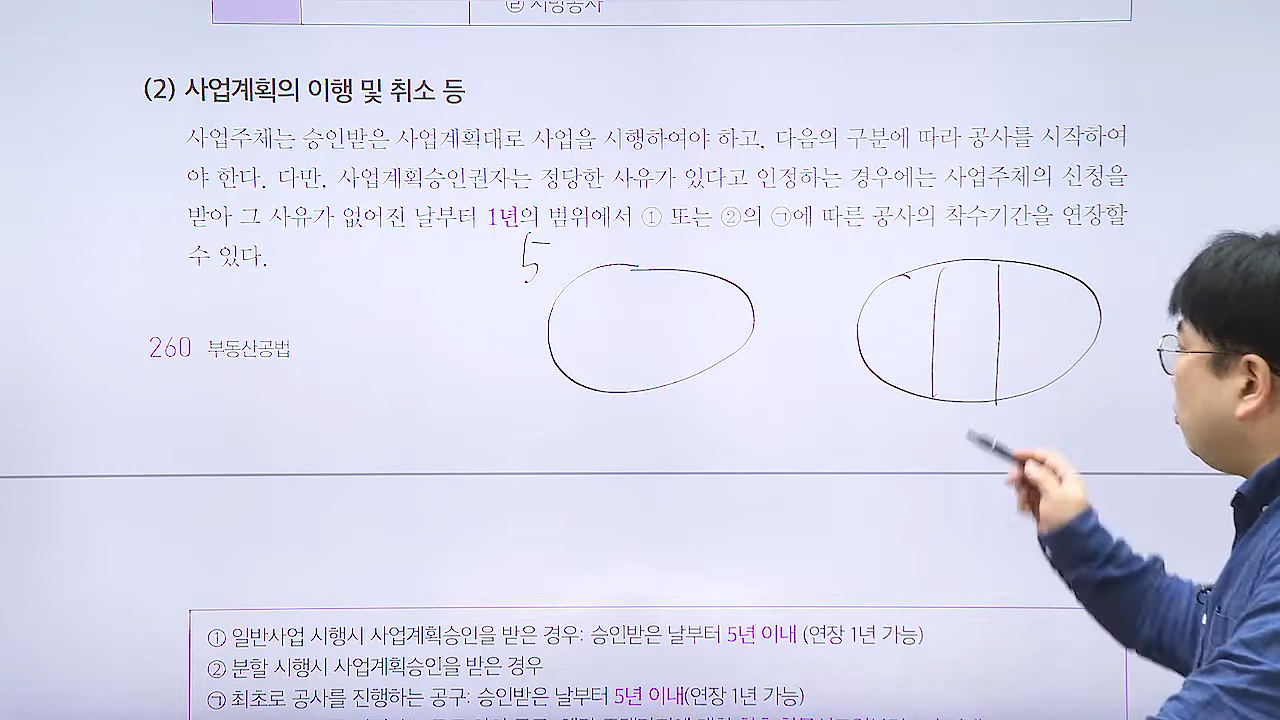 ㉣ 지방공사
(2) 사업계획의 이행 및 취소 등
사업주체는 승인받은 사업계획대로 사업을 시행하여야 하고, 다음의 구분에 따라 공사를 시작하여
야 한다. 다만, 사업계획승인권자는 정당한 사유가 있다고 인정하는 경우에는 사업주체의 신청을
받아 그 사유가 없어진 날부터 1년의 범위에서 ① 또는 ②의 ㉠에 따른 공사의 착수기간을 연장할
수 있다.
5
260 부동산공법
① 일반사업 시행시 사업계획승인을 받은 경우: 승인받은 날부터 5년 이내 (연장 1년 가능)
② 분할 시행시 사업계획승인을 받은 경우
㉠ 최초로 공사를 진행하는 공구: 승인받은 날부터 5년 이내(연장 1년 가능)